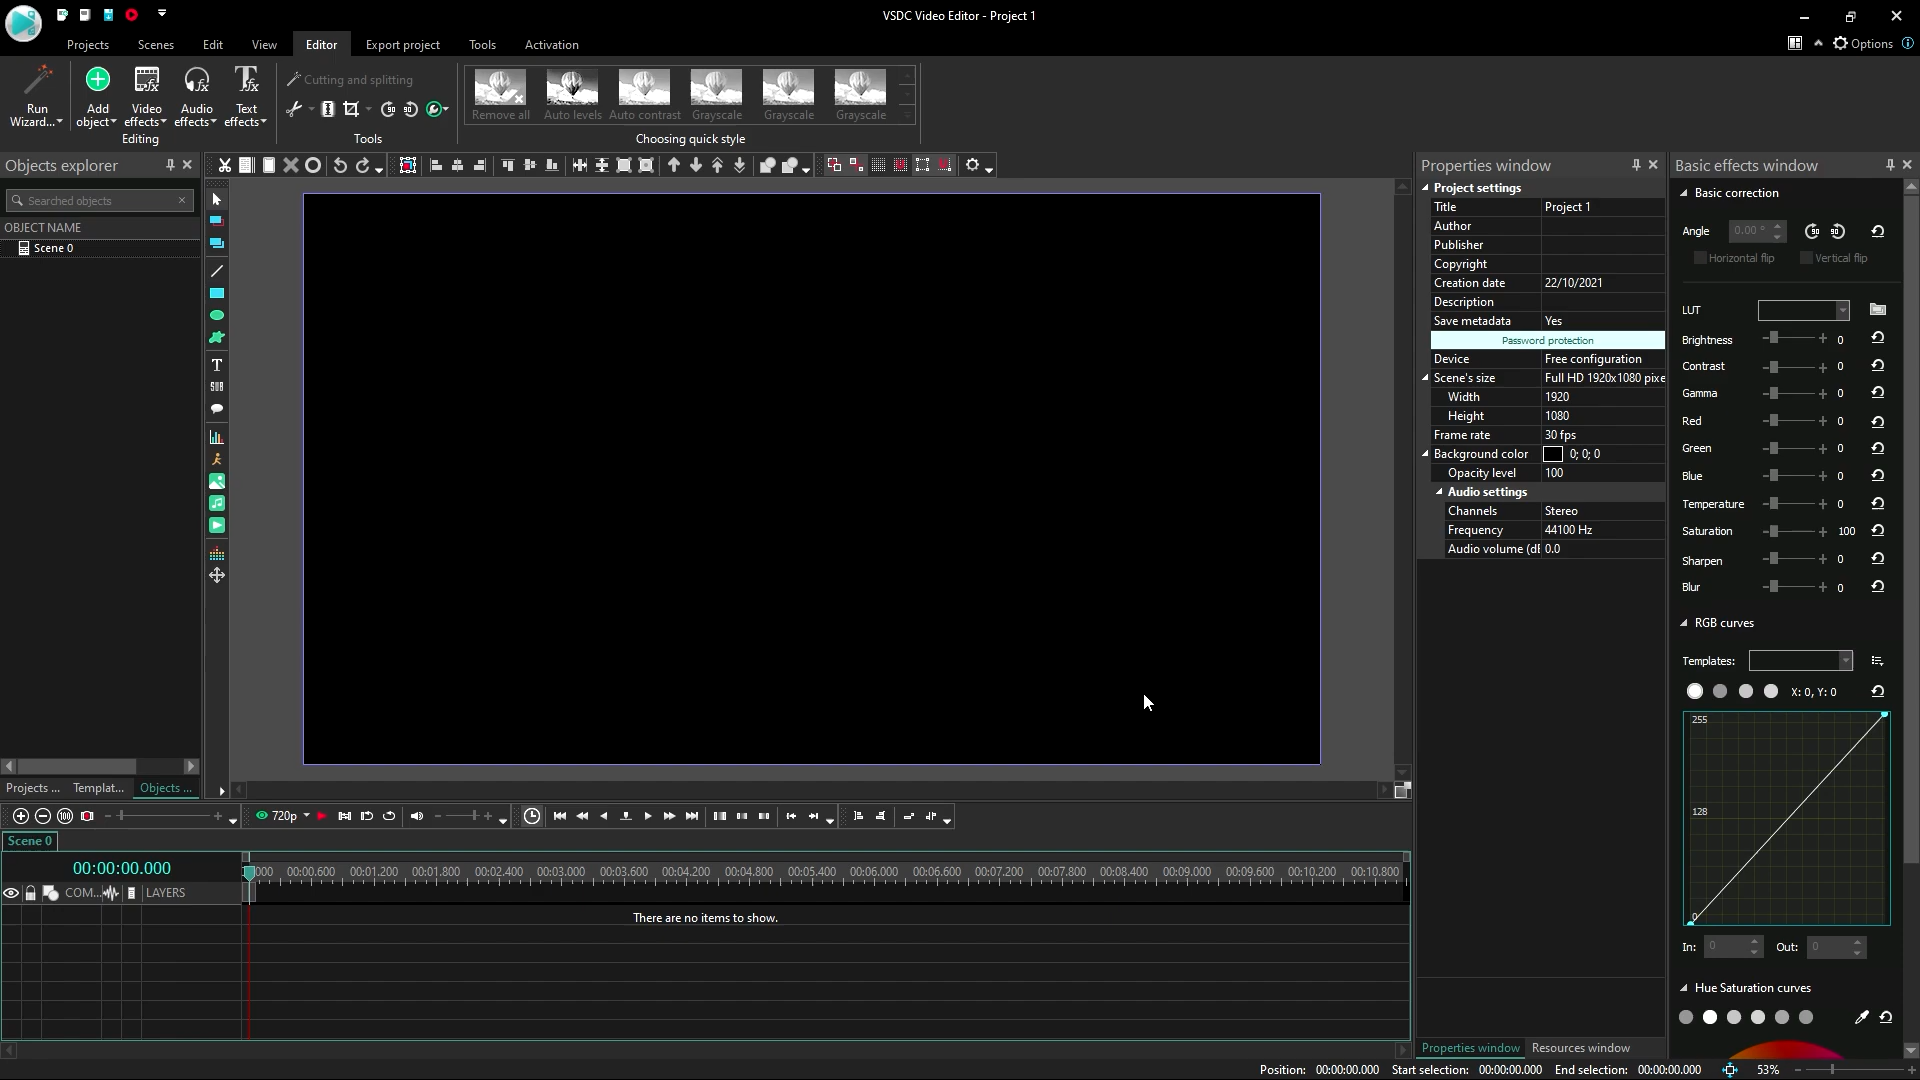 VSDC Video Editor - Project 1
Projects
Scenes
Edit
View
Editor
Export project
Tools
Activation
Options
Run
Wizard...
Add
object
Video
effects
Audio
effects
Text
effects
Editing
Cutting and splitting
Tools
Remove all
Auto levels
Auto contrast
Grayscale
Grayscale
Grayscale
Choosing quick style
Objects explorer
Searched objects
OBJECT NAME
Scene 0
Projects ...
Templat...
Objects ...
T
SUB
Properties window
Project settings
Title Project 1
Author
Publisher
Copyright
Creation date 22/10/2021
Description
Save metadata Yes
Password protection
Device Free configuration
Scene's size Full HD 1920x1080 pixe
Width 1920
Height 1080
Frame rate 30 fps
Background color 0; 0; 0
Opacity level 100
Audio settings
Channels Stereo
Frequency 44100 Hz
Audio volume (dB 0.0
Properties window
Resources window
Basic effects window
Basic correction
Angle 0.00 °
Horizontal flip
Vertical flip
LUT
Brightness 0
Contrast 0
Gamma 0
Red 0
Green 0
Blue 0
Temperature 0
Saturation 100
Sharpen 0
Blur 0
RGB curves
Templates:
X: 0, Y: 0
255
128
0
In: 0 Out: 0
Hue Saturation curves
720p
Scene 0
00:00:00.000
COM...
LAYERS
000 00:00.600 00:01.200 00:01.800 00:02.400 00:03.000 00:03.600 00:04.200 00:04.800 00:05.400 00:06.000 00:06.600 00:07.200 00:07.800 00:08.400 00:09.000 00:09.600 00:10.200 00:10.800
There are no items to show.
Position: 00:00:00.000 Start selection: 00:00:00.000 End selection: 00:00:00.000 53%